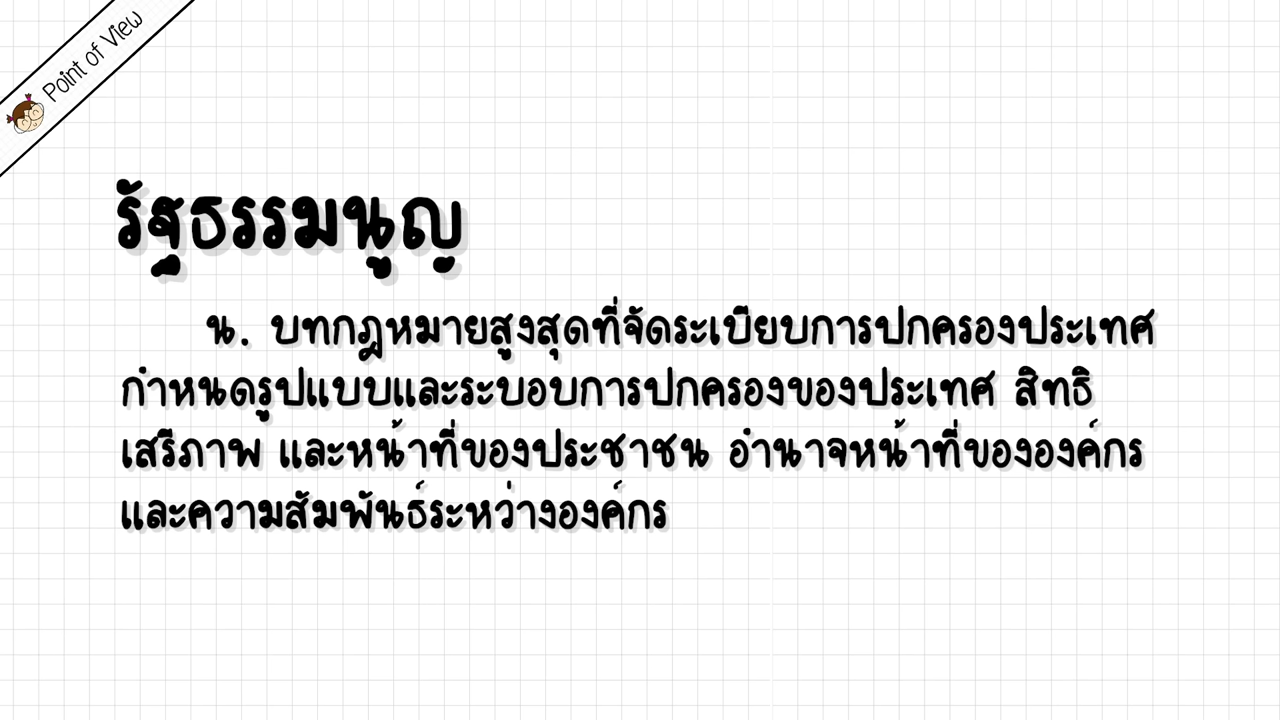 Point of View
รัฐธรรมนูญ
น. บทกฎหมายสูงสุดที่จัดระเบียบการปกครองประเทศ
กำหนดรูปแบบและระบอบการปกครองของประเทศ สิทธิ
เสรีภาพ และหน้าที่ของประชาชน อำนาจหน้าที่ขององค์กร
และความสัมพันธ์ระหว่างองค์กร